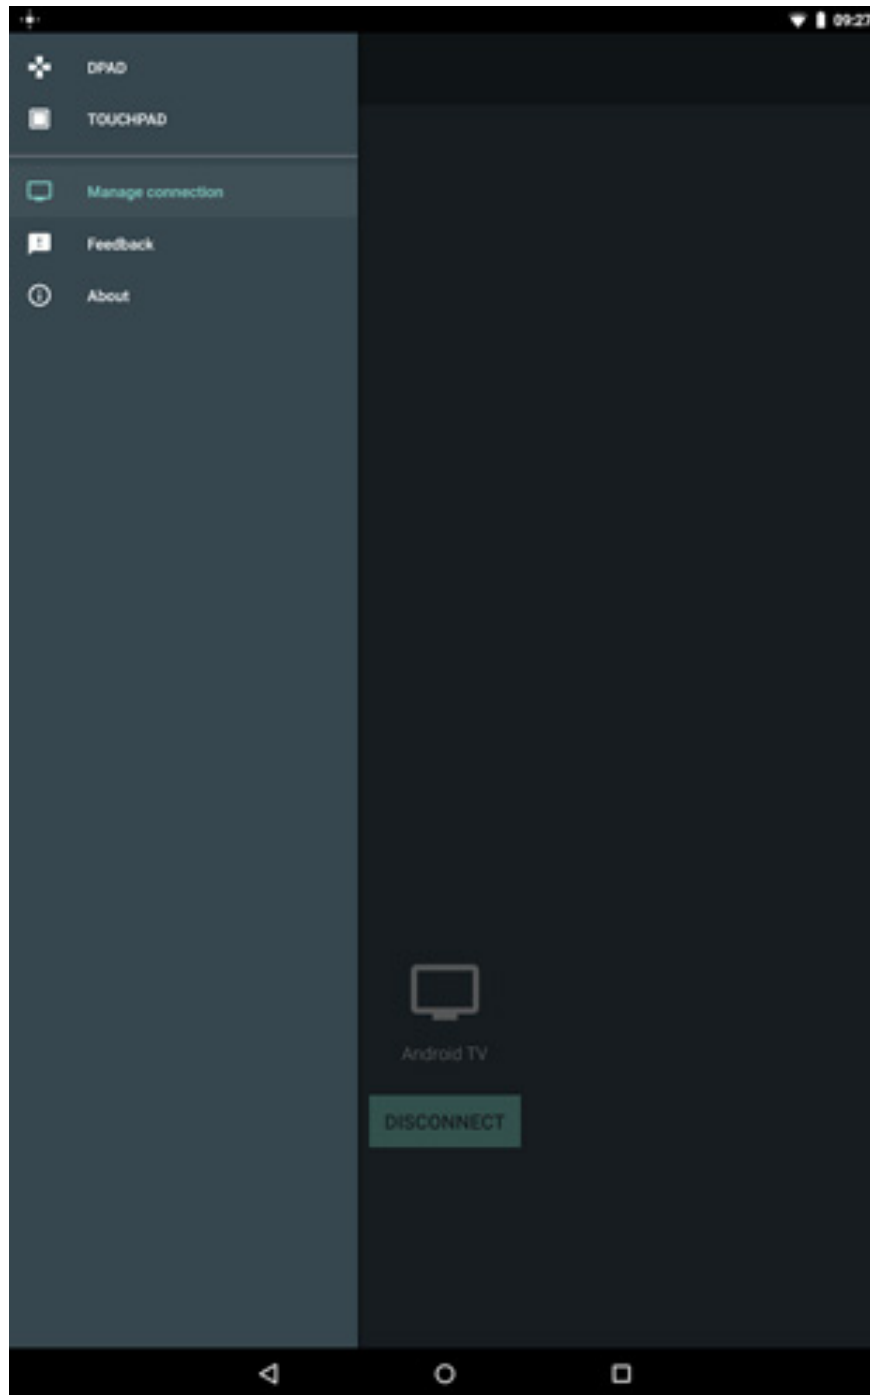 09:27
DPAD
TOUCHPAD
Manage connection
Feedback
About
Android TV
DISCONNECT